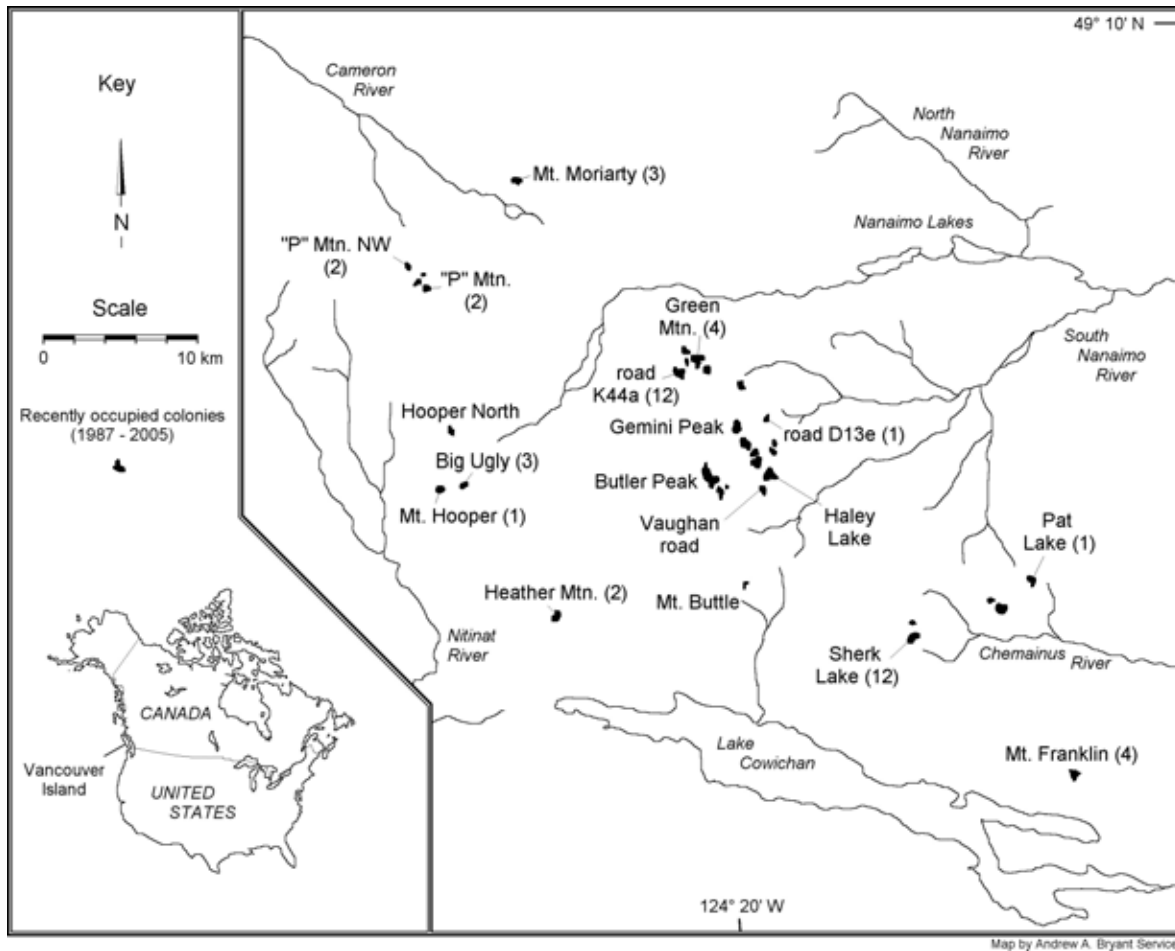 49° 10' N
Key
N
Scale
0
10 km
Recently occupied colonies
(1987 - 2005)
Cameron
River
North
Nanaimo
River
Mt. Moriarty (3)
Nanaimo Lakes
"P" Mtn. NW
(2)
"P" Mtn.
(2)
Green
Mtn. (4)
South
Nanaimo
River
road
K44a (12)
Hooper North
Gemini Peak
road D13e (1)
Big Ugly (3)
Butler Peak
Mt. Hooper (1)
Vaughan
road
Haley
Lake
Pat
Lake (1)
Heather Mtn. (2)
Mt. Buttle
Nitinat
River
Sherk
Lake (12)
Chemainus River
CANADA
Vancouver
Island
UNITED
STATES
Lake
Cowichan
Mt. Franklin (4)
124° 20' W
Map by Andrew A. Bryant Service